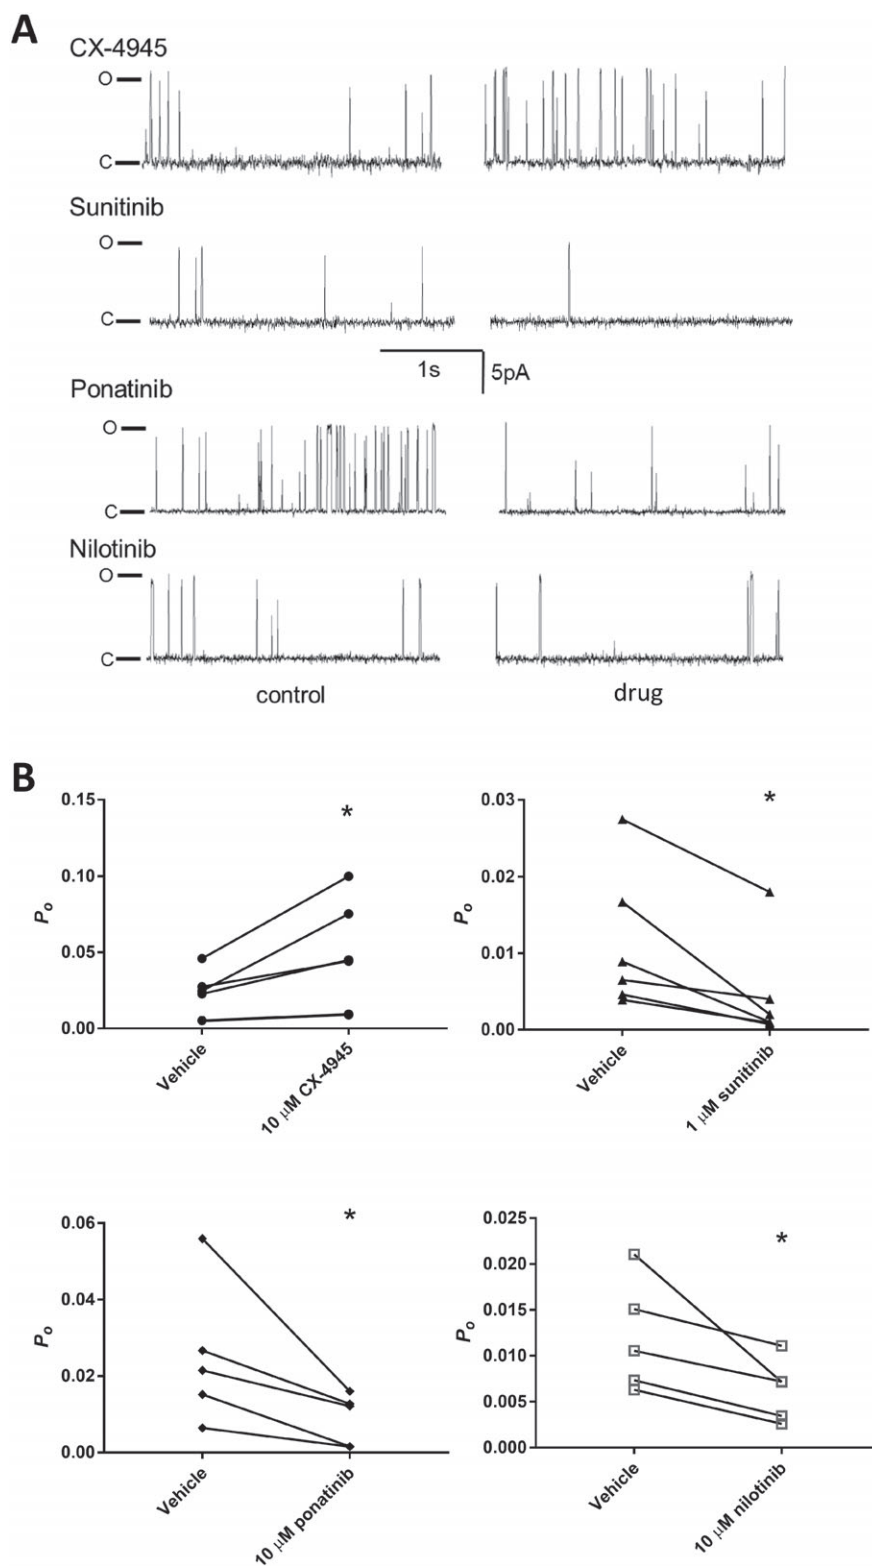 A
CX-4945
O
C
Sunitinib
O
C
1s
5pA
Ponatinib
O
C
Nilotinib
O
C
control drug
B
0.15
0.10
0.05
0.00
Po
*
Vehicle
10 µM CX-4945
0.03
0.02
0.01
0.00
Po
*
Vehicle
1 µM sunitinib
0.06
0.04
0.02
0.00
Po
*
Vehicle
10 µM ponatinib
0.025
0.020
0.015
0.010
0.005
0.000
Po
*
Vehicle
10 µM nilotinib